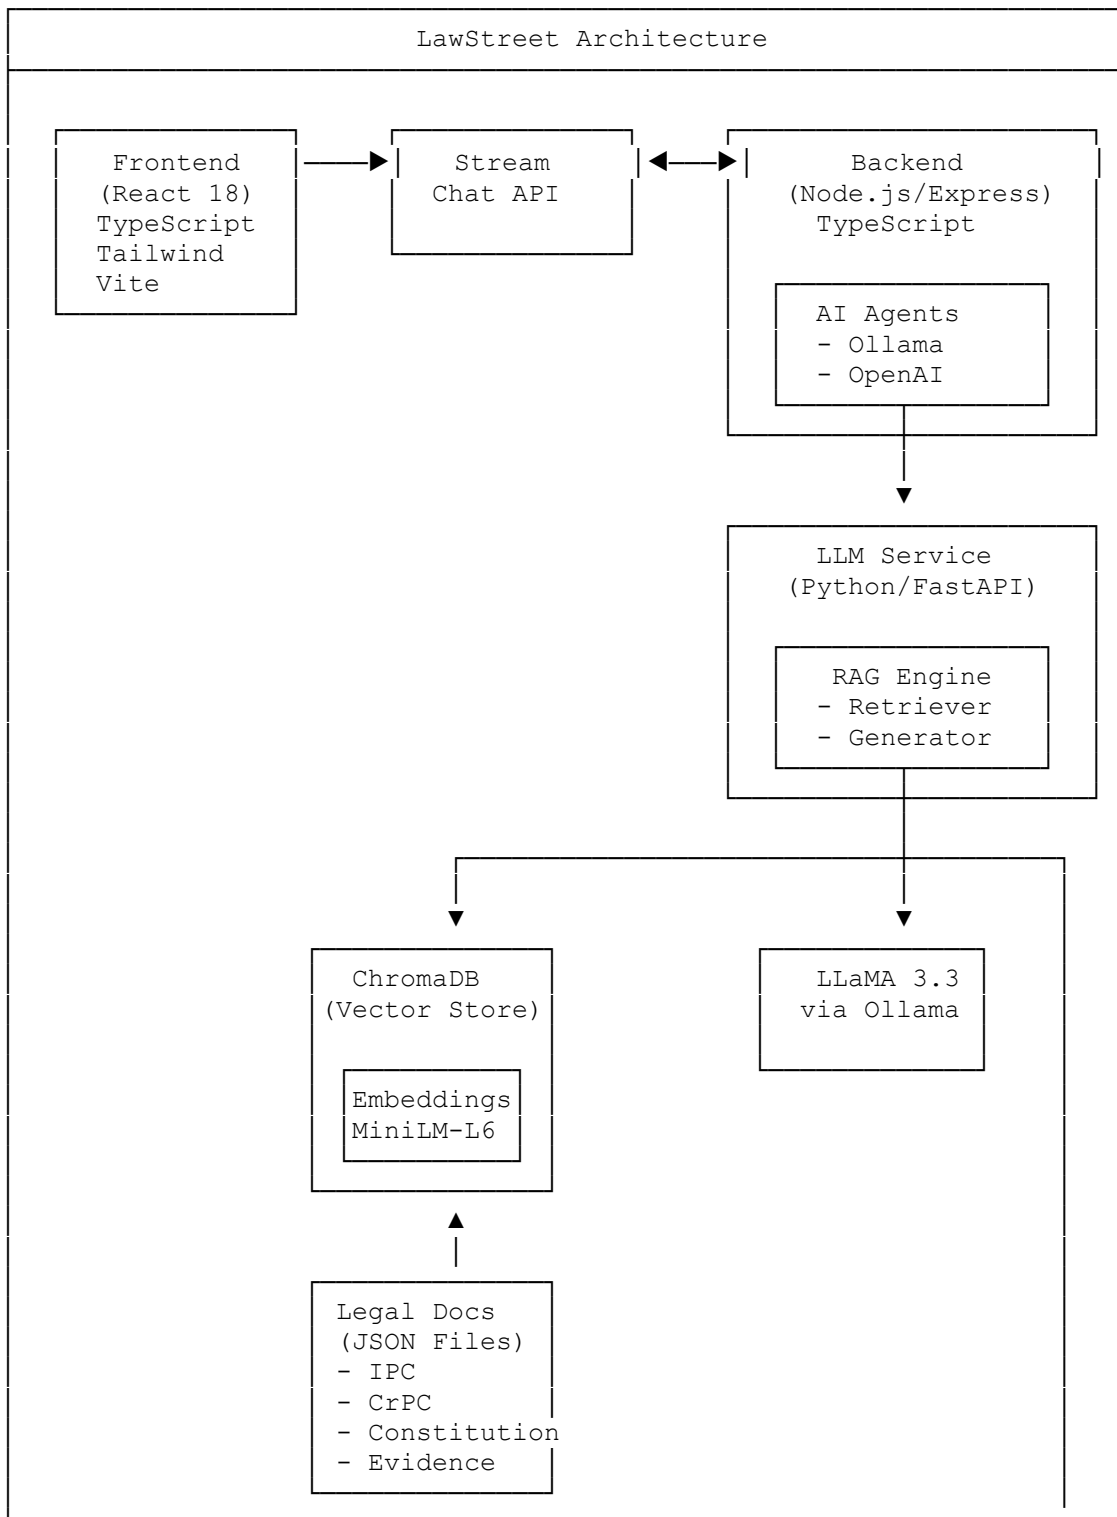 LawStreet Architecture
Frontend
(React 18)
TypeScript
Tailwind
Vite
Stream
Chat API
Backend
(Node.js/Express)
TypeScript
AI Agents
- Ollama
- OpenAI
LLM Service
(Python/FastAPI)
RAG Engine
- Retriever
- Generator
ChromaDB
(Vector Store)
Embeddings
MiniLM-L6
LLaMA 3.3
via Ollama
Legal Docs
(JSON Files)
- IPC
- CrPC
- Constitution
- Evidence